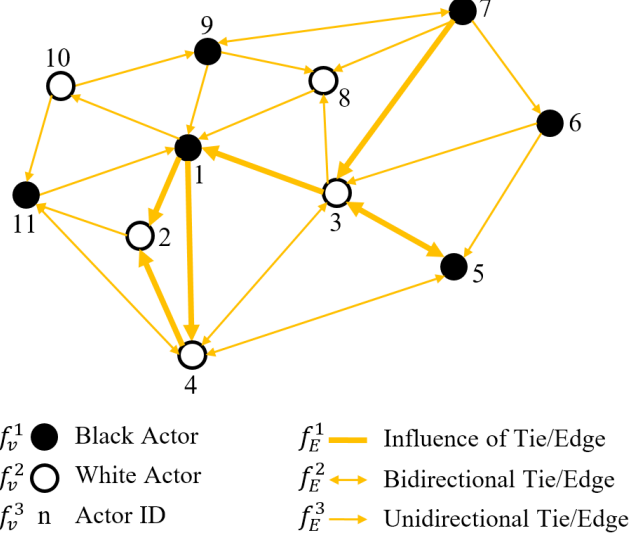 7
9
10
8
6
1
11
2
3
5
4
f_v^1 Black Actor
f_E^1 Influence of Tie/Edge
f_v^2 White Actor
f_E^2 Bidirectional Tie/Edge
f_v^3 n Actor ID
f_E^3 Unidirectional Tie/Edge